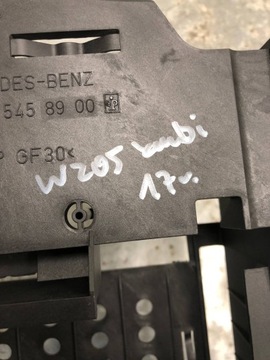 DES-BENZ
545 89 00
P GF30<
W205 kombi
17r.